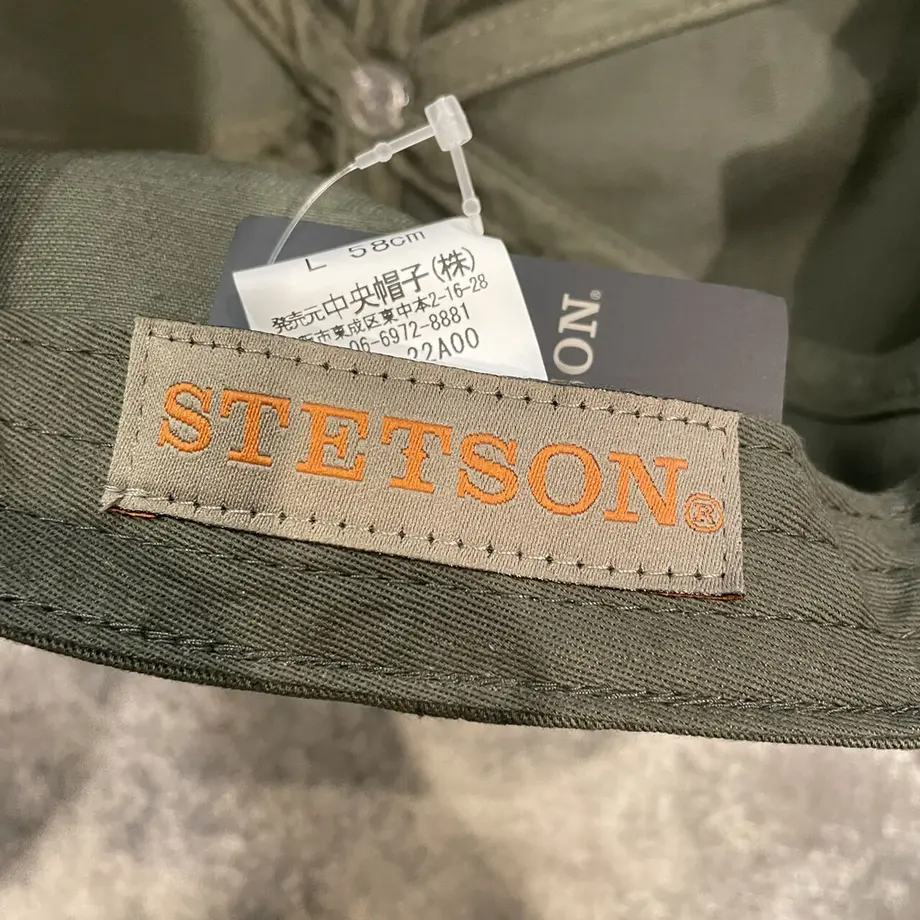 L 58cm
発売元中央帽子(株)
市東成区東中本2-16-28
06-6972-8881
22A00
SON®
STETSON®